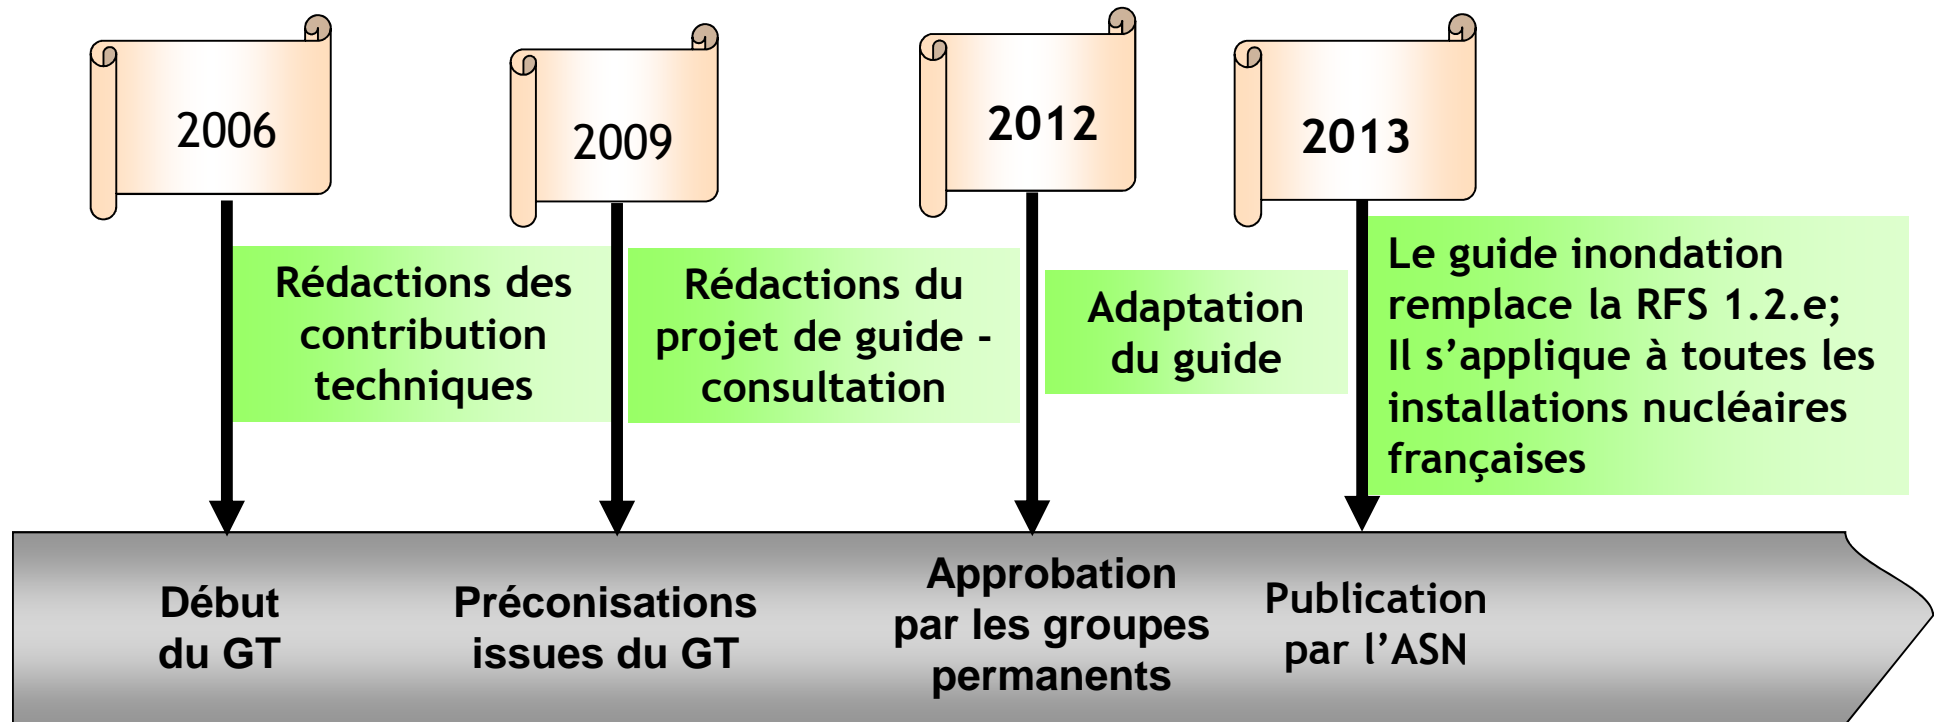 2006
2009
2012
2013
Rédactions des
contribution
techniques
Rédactions du
projet de guide -
consultation
Adaptation
du guide
Le guide inondation
remplace la RFS 1.2.e;
Il s’applique à toutes les
installations nucléaires
françaises
Début
du GT
Préconisations
issues du GT
Approbation
par les groupes
permanents
Publication
par l’ASN